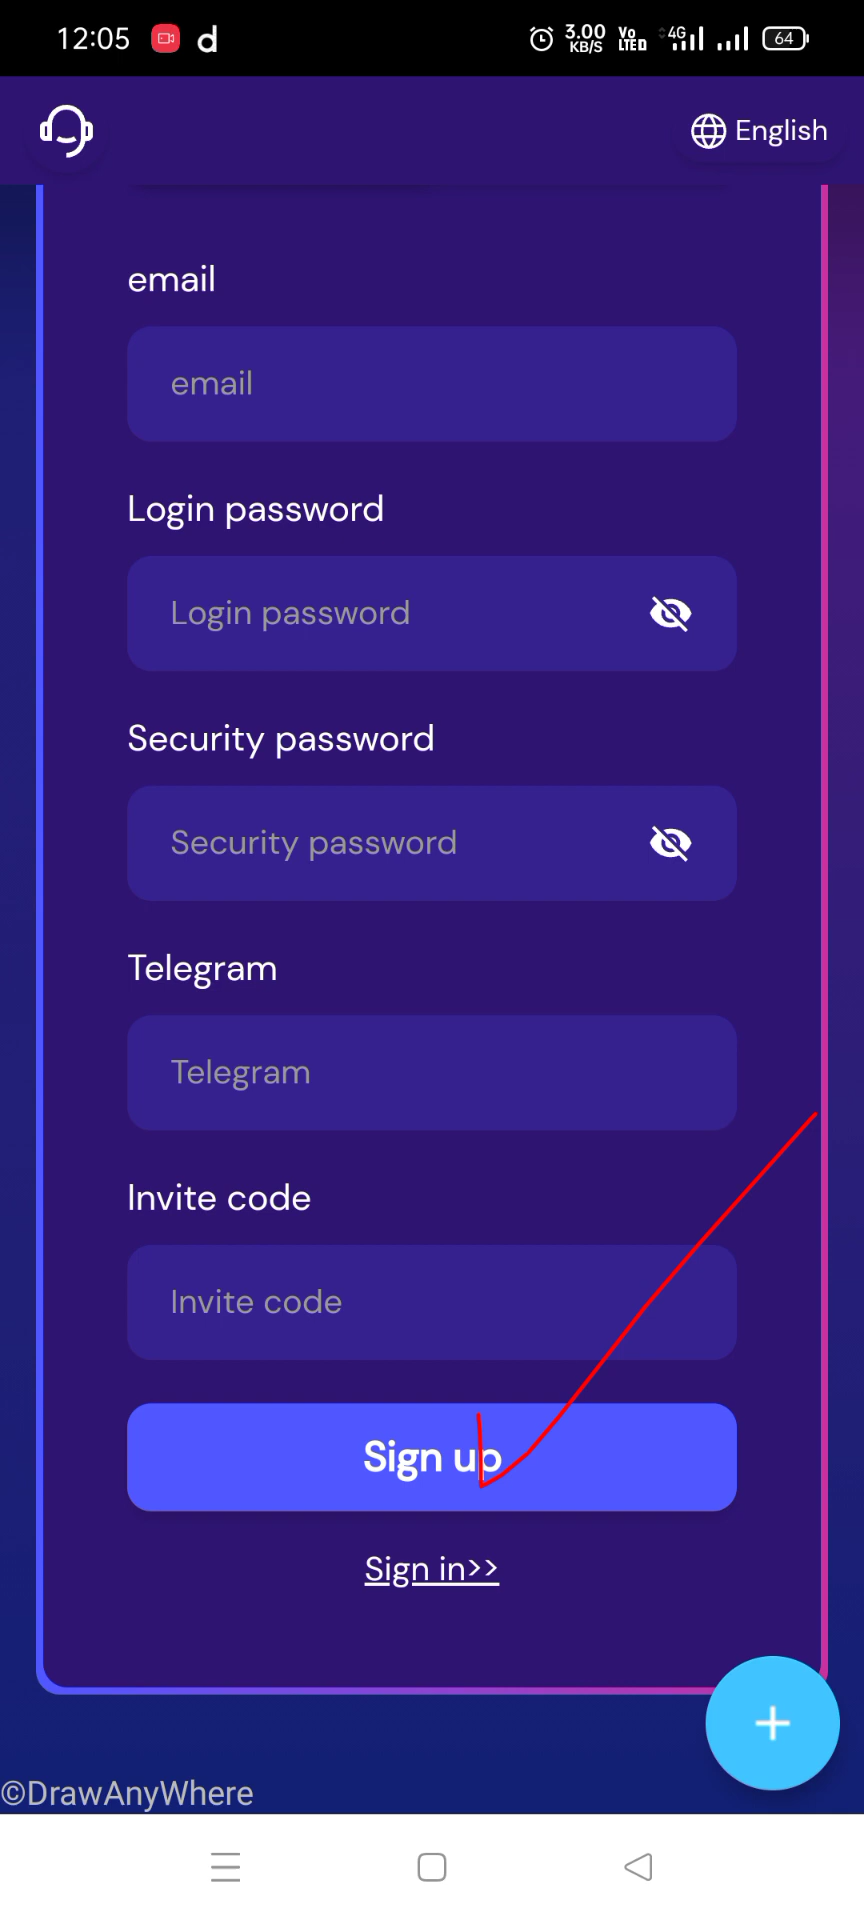 12:05 d 3.00 KB/S Vo LTED 4G 64
English
email
email
Login password
Login password
Security password
Security password
Telegram
Telegram
Invite code
Invite code
Sign up
Sign in>>
©DrawAnyWhere